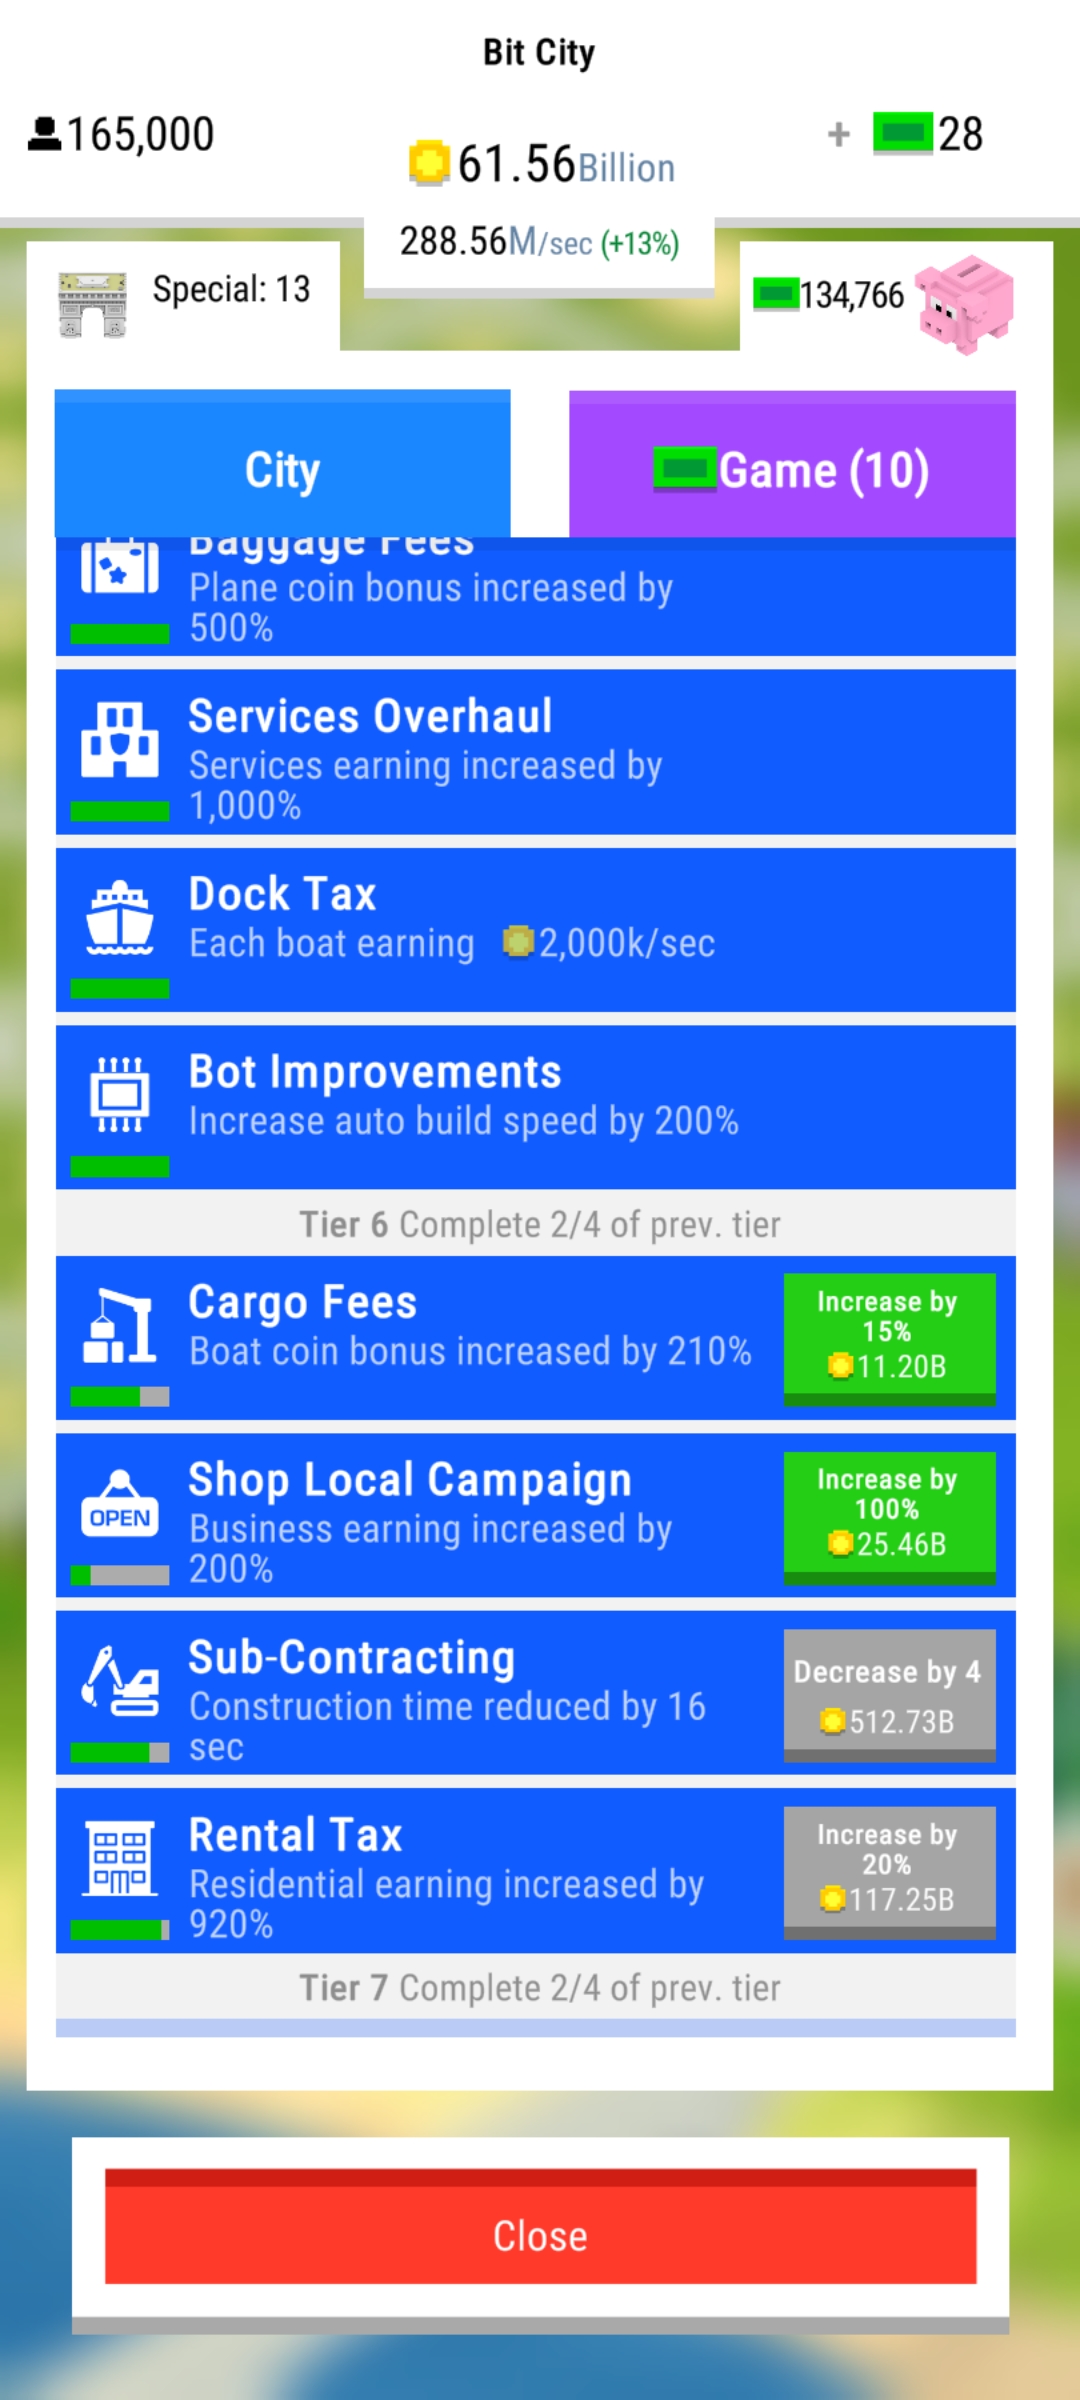 Bit City
165,000
61.56Billion
+ 28
288.56M/sec (+13%)
Special: 13
134,766
City
Game (10)
Baggage Fees
Plane coin bonus increased by
500%
Services Overhaul
Services earning increased by
1,000%
Dock Tax
Each boat earning 2,000k/sec
Bot Improvements
Increase auto build speed by 200%
Tier 6 Complete 2/4 of prev. tier
Cargo Fees
Boat coin bonus increased by 210%
Increase by
15%
11.20B
OPEN
Shop Local Campaign
Business earning increased by
200%
Increase by
100%
25.46B
Sub-Contracting
Construction time reduced by 16
sec
Decrease by 4
512.73B
Rental Tax
Residential earning increased by
920%
Increase by
20%
117.25B
Tier 7 Complete 2/4 of prev. tier
Close